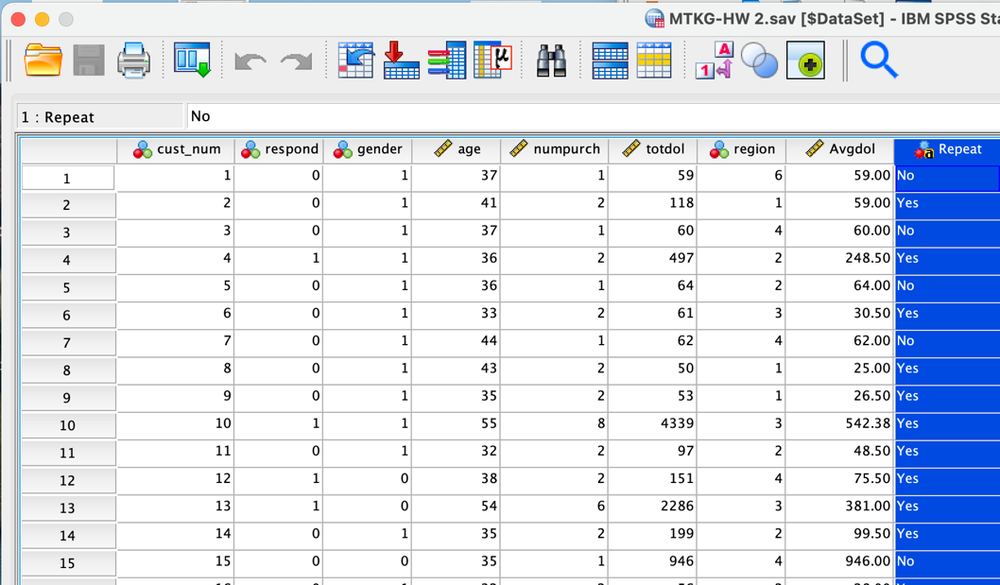 MTKG-HW 2.sav [$DataSet] - IBM SPSS Sta
1 : Repeat No
cust_num respond gender age numpurch totdol region Avgdol Repeat
1 1 0 1 37 1 59 6 59.00 No
2 2 0 1 41 2 118 1 59.00 Yes
3 3 0 1 37 1 60 4 60.00 No
4 4 1 1 36 2 497 2 248.50 Yes
5 5 0 1 36 1 64 2 64.00 No
6 6 0 1 33 2 61 3 30.50 Yes
7 7 0 1 44 1 62 4 62.00 No
8 8 0 1 43 2 50 1 25.00 Yes
9 9 0 1 35 2 53 1 26.50 Yes
10 10 1 1 55 8 4339 3 542.38 Yes
11 11 0 1 32 2 97 2 48.50 Yes
12 12 1 0 38 2 151 4 75.50 Yes
13 13 1 0 54 6 2286 3 381.00 Yes
14 14 0 1 35 2 199 2 99.50 Yes
15 15 0 0 35 1 946 4 946.00 No